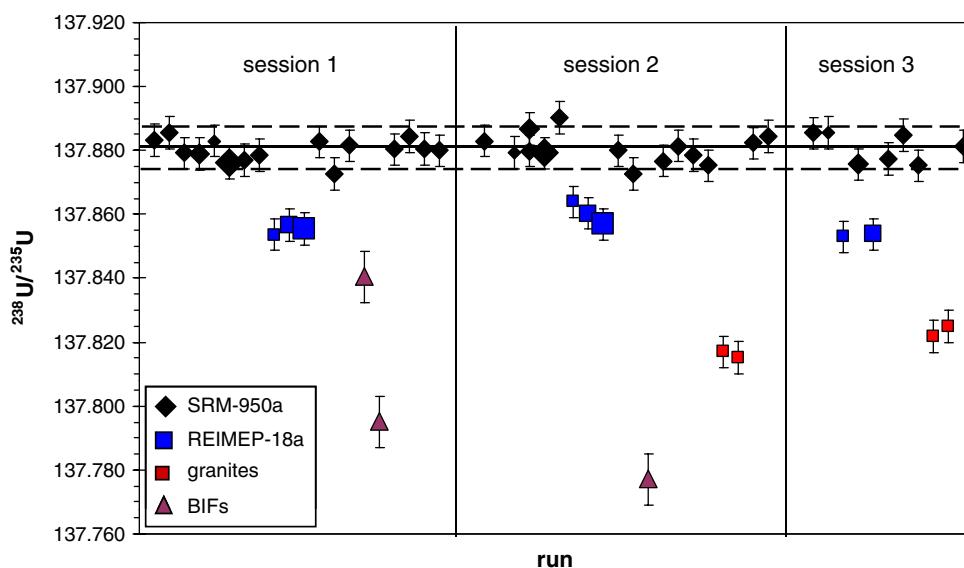 137.920
137.900
137.880
137.860
137.840
137.820
137.800
137.780
137.760
²³⁸U/²³⁵U
session 1
session 2
session 3
SRM-950a
REIMEP-18a
granites
BIFs
run